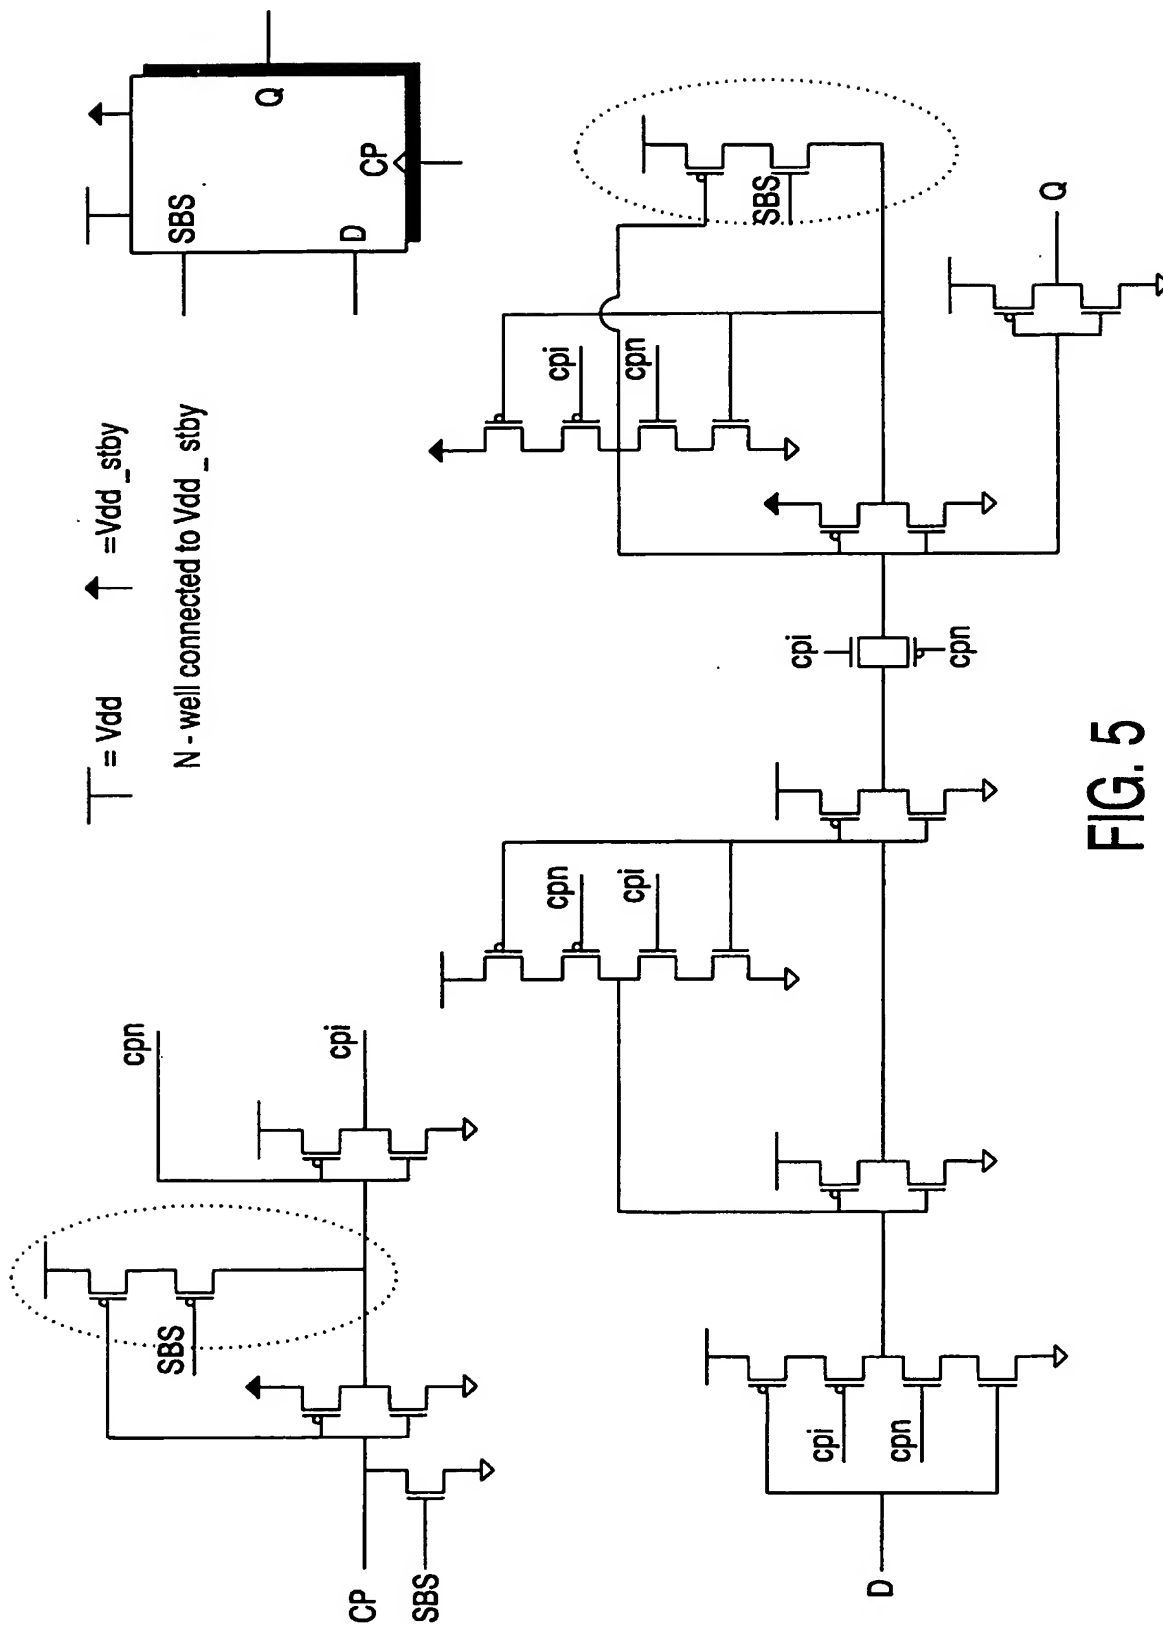 = Vdd
=Vdd_stby
N - well connected to Vdd_stby
SBS
Q
D
CP
cpn
cpi
SBS
CP
SBS
cpn
cpi
cpi
cpn
SBS
D
cpi
cpn
cpi
cpn
Q
FIG. 5